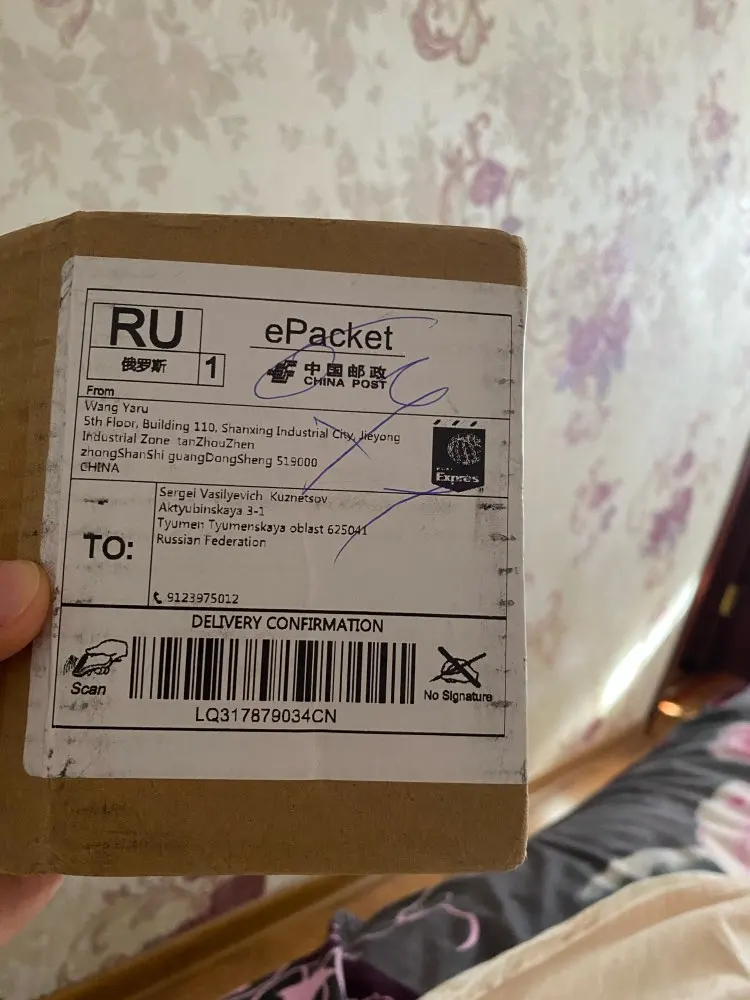 RU
俄罗斯
1
ePacket
中国邮政
CHINA POST
From
Wang Yaru
5th Floor, Building 110, Shanxing Industrial City, Jieyong
Industrial Zone tanZhouZhen
zhongShanShi guangDongSheng 519000
CHINA
Exprès
TO:
Sergei Vasilyevich Kuznetsov
Aktyubinskaya 3-1
Tyumen Tyumenskaya oblast 625041
Russian Federation
9123975012
DELIVERY CONFIRMATION
Scan
No Signature
LQ317879034CN